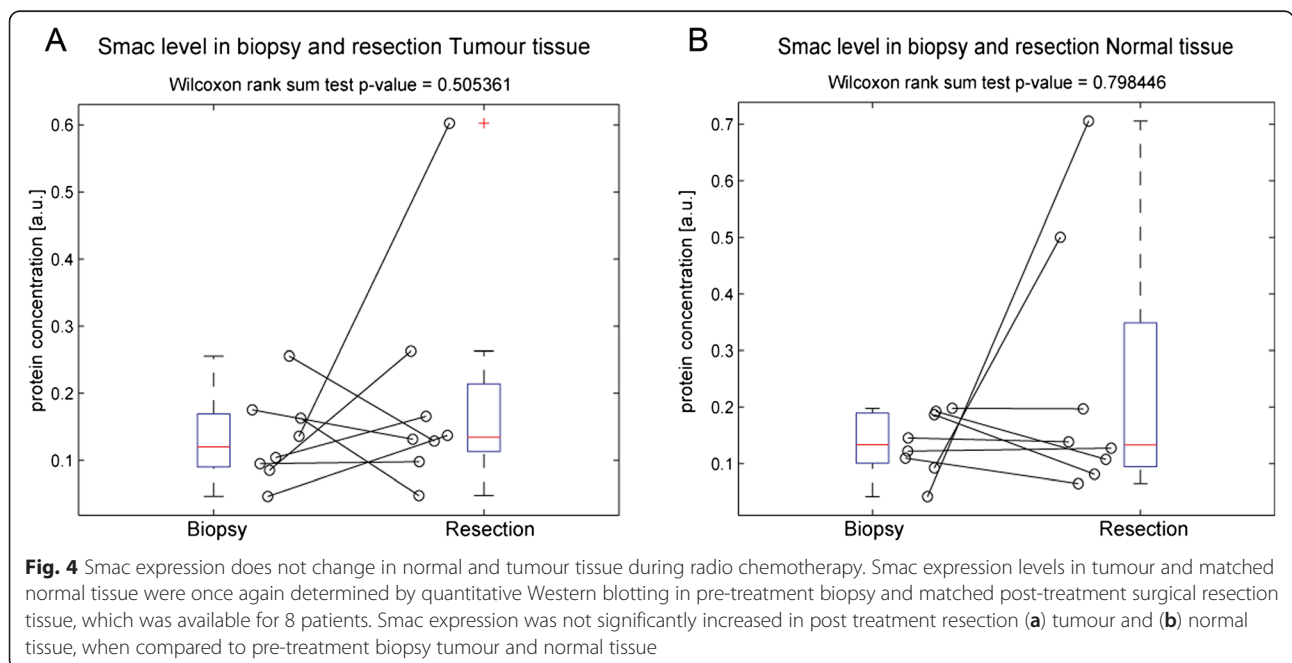 A
Smac level in biopsy and resection Tumour tissue
Wilcoxon rank sum test p-value = 0.505361
protein concentration [a.u.]
0.6
0.5
0.4
0.3
0.2
0.1
Biopsy
Resection
B
Smac level in biopsy and resection Normal tissue
Wilcoxon rank sum test p-value = 0.798446
protein concentration [a.u.]
0.7
0.6
0.5
0.4
0.3
0.2
0.1
Biopsy
Resection
Fig. 4 Smac expression does not change in normal and tumour tissue during radio chemotherapy. Smac expression levels in tumour and matched
normal tissue were once again determined by quantitative Western blotting in pre-treatment biopsy and matched post-treatment surgical resection
tissue, which was available for 8 patients. Smac expression was not significantly increased in post treatment resection (a) tumour and (b) normal
tissue, when compared to pre-treatment biopsy tumour and normal tissue